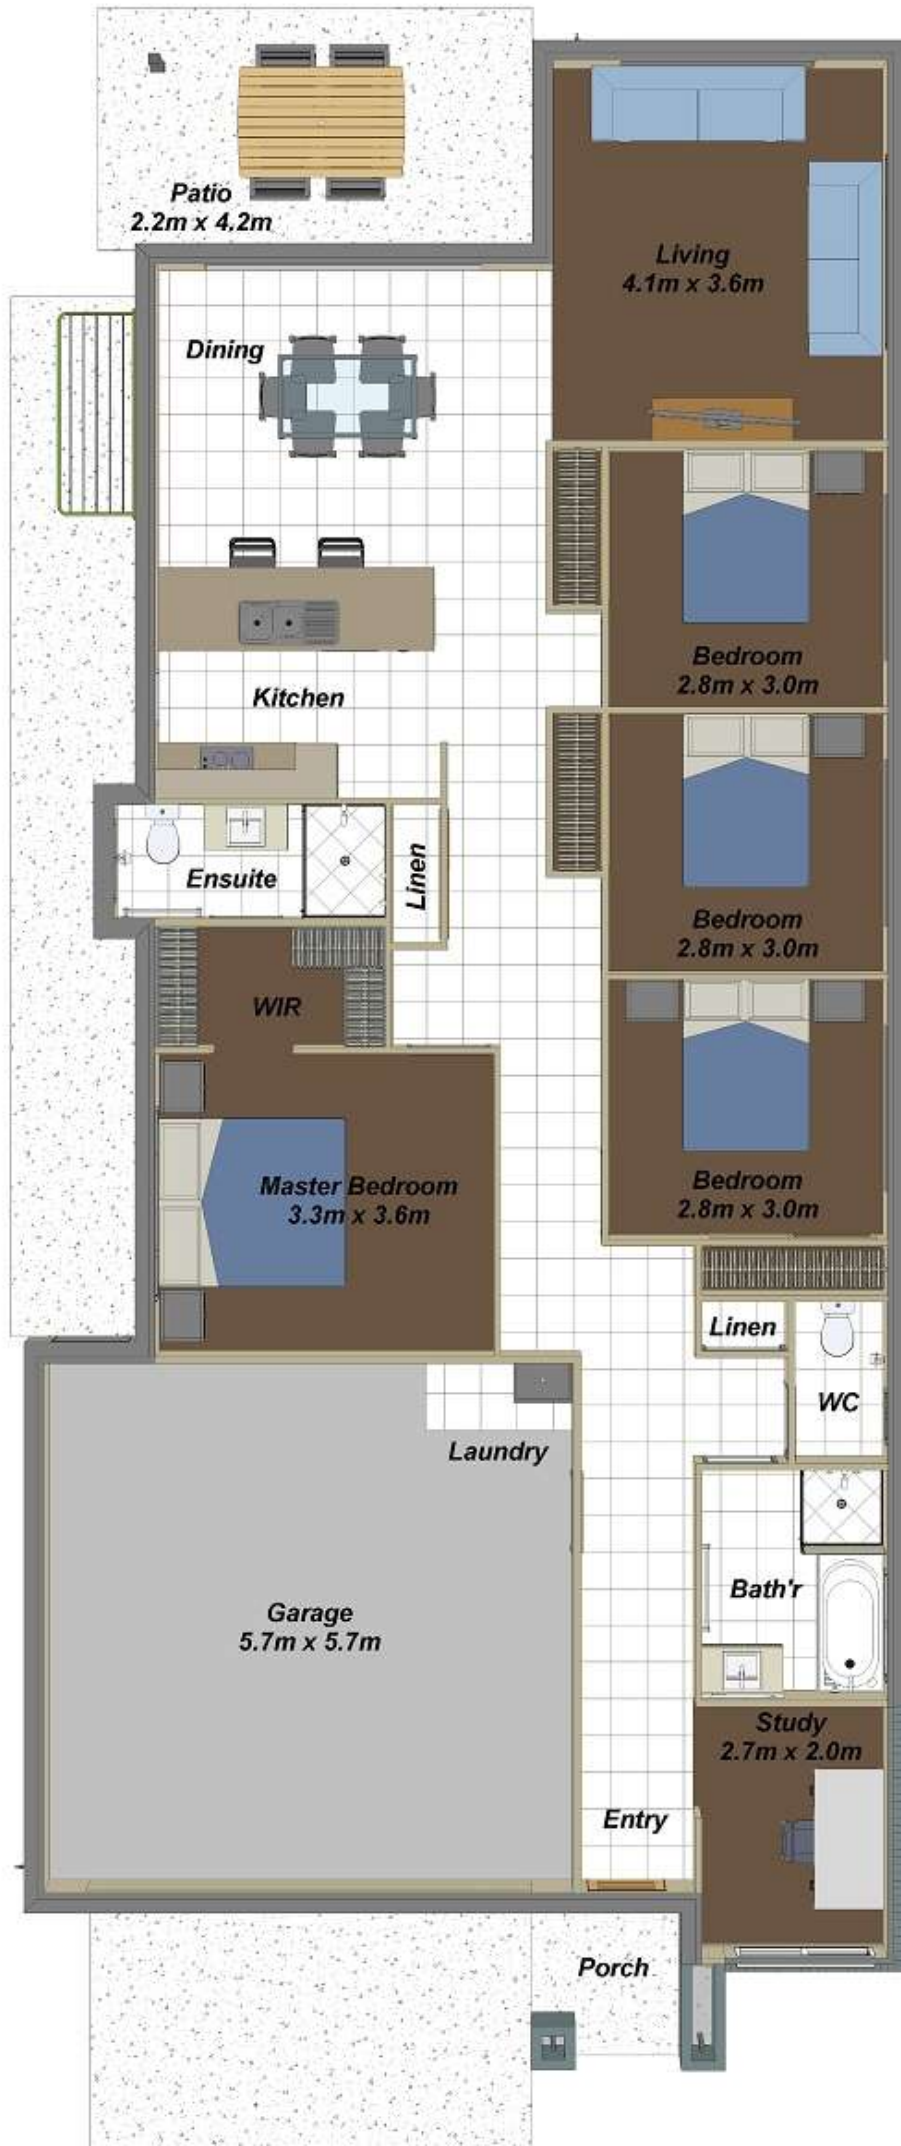 Patio
2.2m x 4.2m
Living
4.1m x 3.6m
Dining
Bedroom
2.8m x 3.0m
Kitchen
Ensuite
Linen
Bedroom
2.8m x 3.0m
WIR
Master Bedroom
3.3m x 3.6m
Bedroom
2.8m x 3.0m
Linen
WC
Laundry
Bath'r
Garage
5.7m x 5.7m
Study
2.7m x 2.0m
Entry
Porch